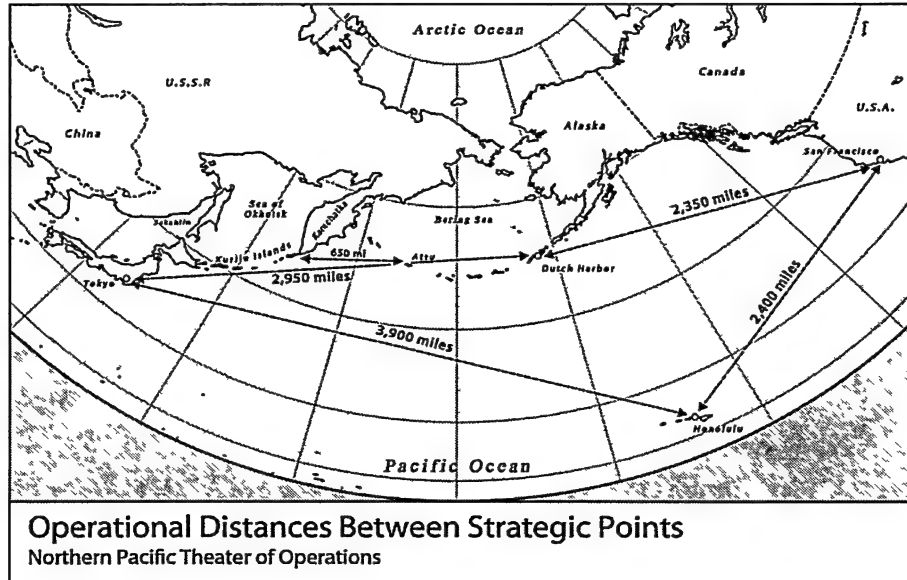 Arctic Ocean
U.S.S.R
Canada
U.S.A.
China
Alaska
San Francisco
Sea of
Okhotsk
Kamchatka
Sakhalin
Bering Sea
2,350 miles
Kurile Islands
650 mi
Attu
Dutch Harbor
Tokyo
2,950 miles
2,400 miles
3,900 miles
Honolulu
Pacific Ocean
Operational Distances Between Strategic Points
Northern Pacific Theater of Operations